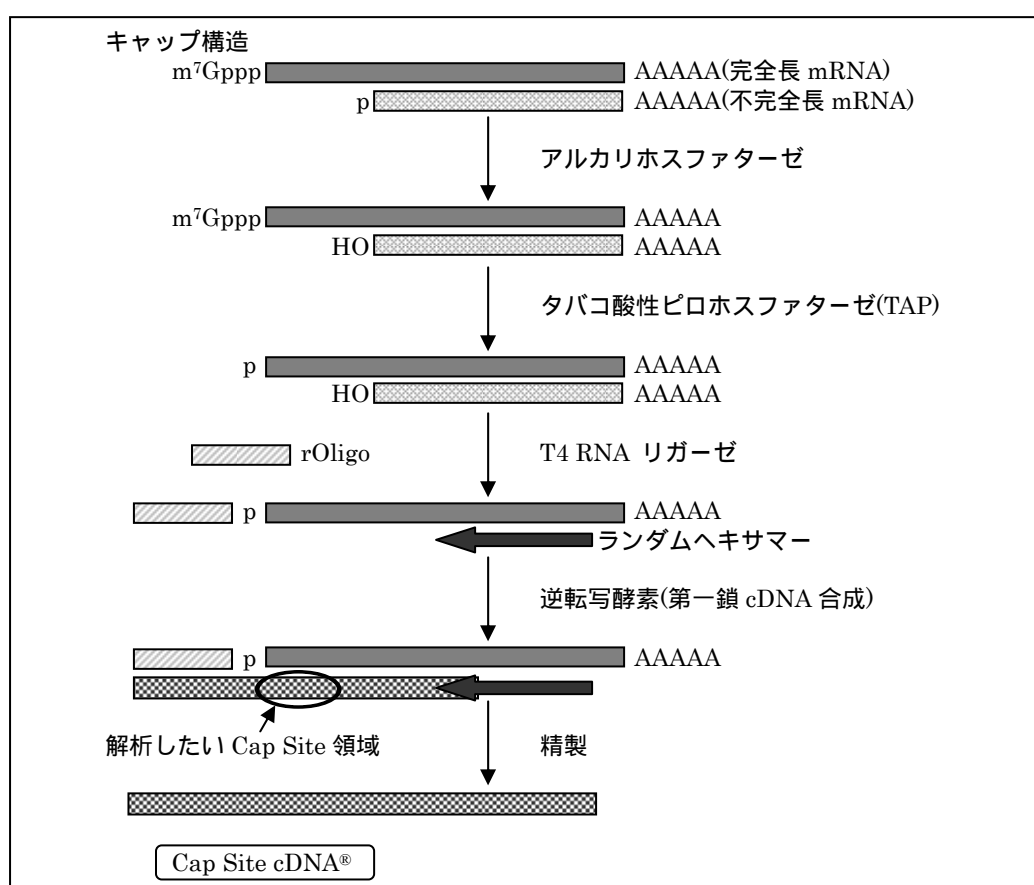 キャップ構造
m⁷Gppp AAAAA(完全長 mRNA)
p AAAAA(不完全長 mRNA)
アルカリホスファターゼ
m⁷Gppp AAAAA
HO AAAAA
タバコ酸性ピロホスファターゼ(TAP)
p AAAAA
HO AAAAA
rOligo T4 RNA リガーゼ
p AAAAA
ランダムヘキサマー
逆転写酵素(第一鎖 cDNA 合成)
p AAAAA
解析したい Cap Site 領域 精製
Cap Site cDNA®